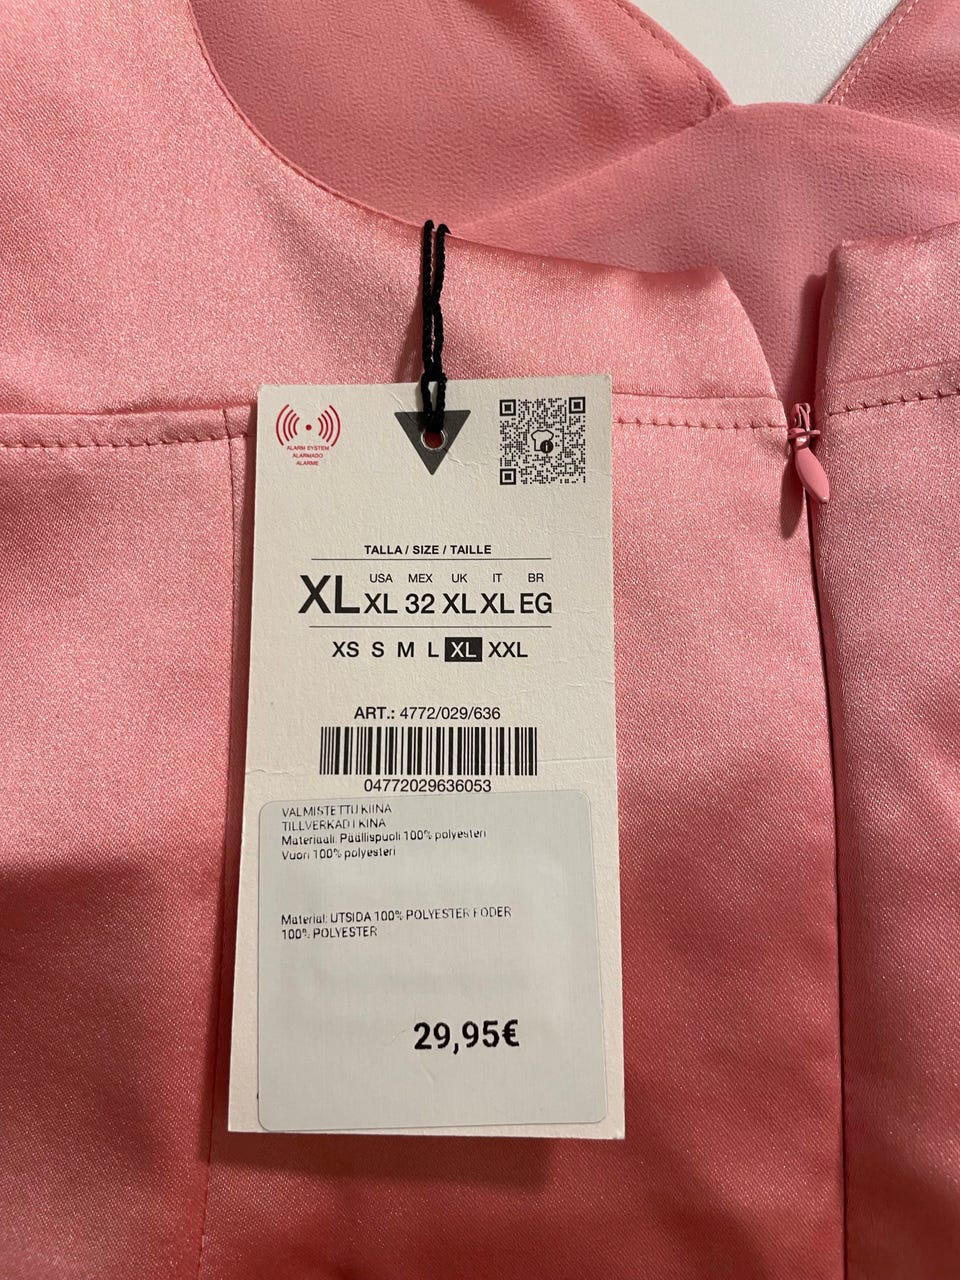 ALARM SYSTEM
ALARMADO
ALARME
TALLA / SIZE / TAILLE
USA MEX UK IT BR
XL XL 32 XL XL EG
XS S M L XL XXL
ART.: 4772/029/636
04772029636053
VALMISTETTU KIINA
TILLVERKAD I KINA
Materiaali: Päällispuoli 100% polyesteri
Vuori 100% polyesteri
Material: UTSIDA 100% POLYESTER FODER
100% POLYESTER
29,95€